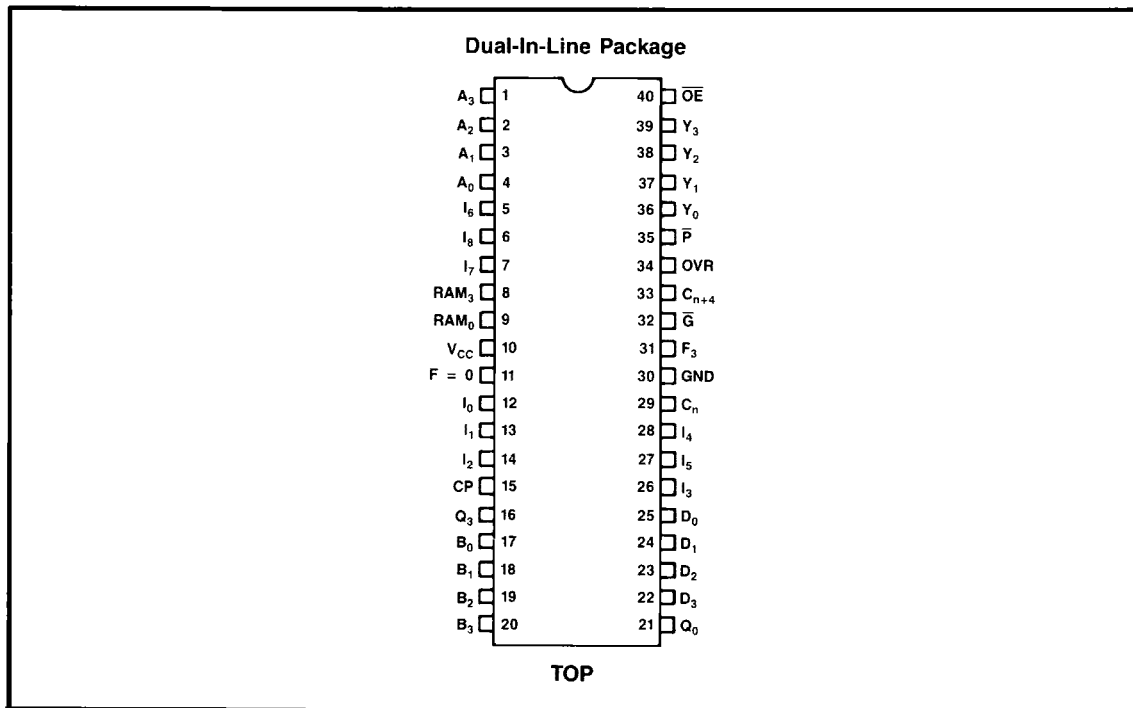 Dual-In-Line Package
A₃ 1 40 O̅E̅
A₂ 2 39 Y₃
A₁ 3 38 Y₂
A₀ 4 37 Y₁
I₆ 5 36 Y₀
I₈ 6 35 P̅
I₇ 7 34 OVR
RAM₃ 8 33 Cₙ₊₄
RAM₀ 9 32 G̅
V_CC 10 31 F₃
F = 0 11 30 GND
I₀ 12 29 Cₙ
I₁ 13 28 I₄
I₂ 14 27 I₅
CP 15 26 I₃
Q₃ 16 25 D₀
B₀ 17 24 D₁
B₁ 18 23 D₂
B₂ 19 22 D₃
B₃ 20 21 Q₀
TOP